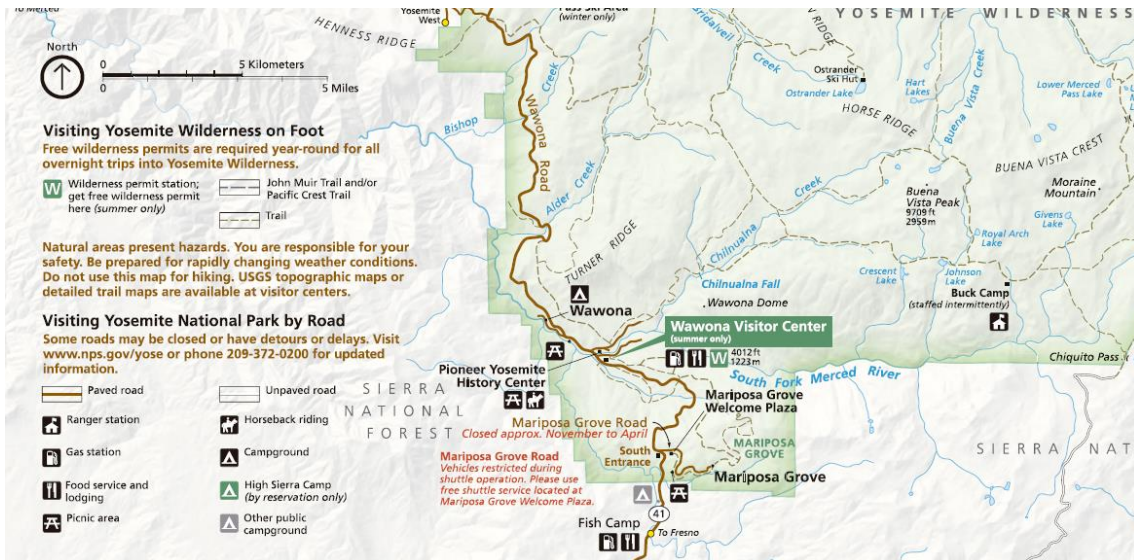 To Merced
Yosemite
West
Pass Ski Area
(winter only)
Bridalveil
Creek
YOSEMITE WILDERNESS
HENNESS RIDGE
North
0 5 Kilometers
0 5 Miles
Ostrander
Ski Hut
Ostrander Lake
Hart
Lakes
Buena Vista Creek
Lower Merced
Pass Lake
HORSE RIDGE
Creek
Wawona Road
Bishop
Visiting Yosemite Wilderness on Foot
Free wilderness permits are required year-round for all
overnight trips into Yosemite Wilderness.
W
Wilderness permit station;
get free wilderness permit
here (summer only)
John Muir Trail and/or
Pacific Crest Trail
Trail
Natural areas present hazards. You are responsible for your
safety. Be prepared for rapidly changing weather conditions.
Do not use this map for hiking. USGS topographic maps or
detailed trail maps are available at visitor centers.
Alder Creek
BUENA VISTA CREST
Moraine
Mountain
Buena
Vista Peak
9709 ft
2959 m
Givens
Lake
Royal Arch
Lake
Creek
Chilnualna
TURNER RIDGE
Crescent
Lake
Johnson
Lake
Buck Camp
(staffed intermittently)
Chilnualna Fall
Wawona Dome
Wawona
Wawona Visitor Center
(summer only)
W
4012 ft
1223 m
Chiquito Pass
South Fork Merced River
Visiting Yosemite National Park by Road
Some roads may be closed or have detours or delays. Visit
www.nps.gov/yose or phone 209-372-0200 for updated
information.
Paved road
Unpaved road
Ranger station
Horseback riding
Gas station
Campground
Food service and
lodging
High Sierra Camp
(by reservation only)
Picnic area
Other public
campground
SIERRA
NATIONAL
FOREST
Pioneer Yosemite
History Center
Mariposa Grove
Welcome Plaza
Mariposa Grove Road
Closed approx. November to April
Mariposa Grove Road
Vehicles restricted during
shuttle operation. Please use
free shuttle service located at
Mariposa Grove Welcome Plaza.
South
Entrance
MARIPOSA
GROVE
Mariposa Grove
SIERRA NAT
41
Fish Camp
To Fresno